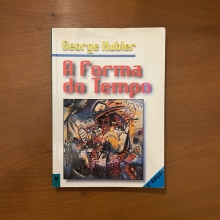 George Kubler
A Forma
do Tempo